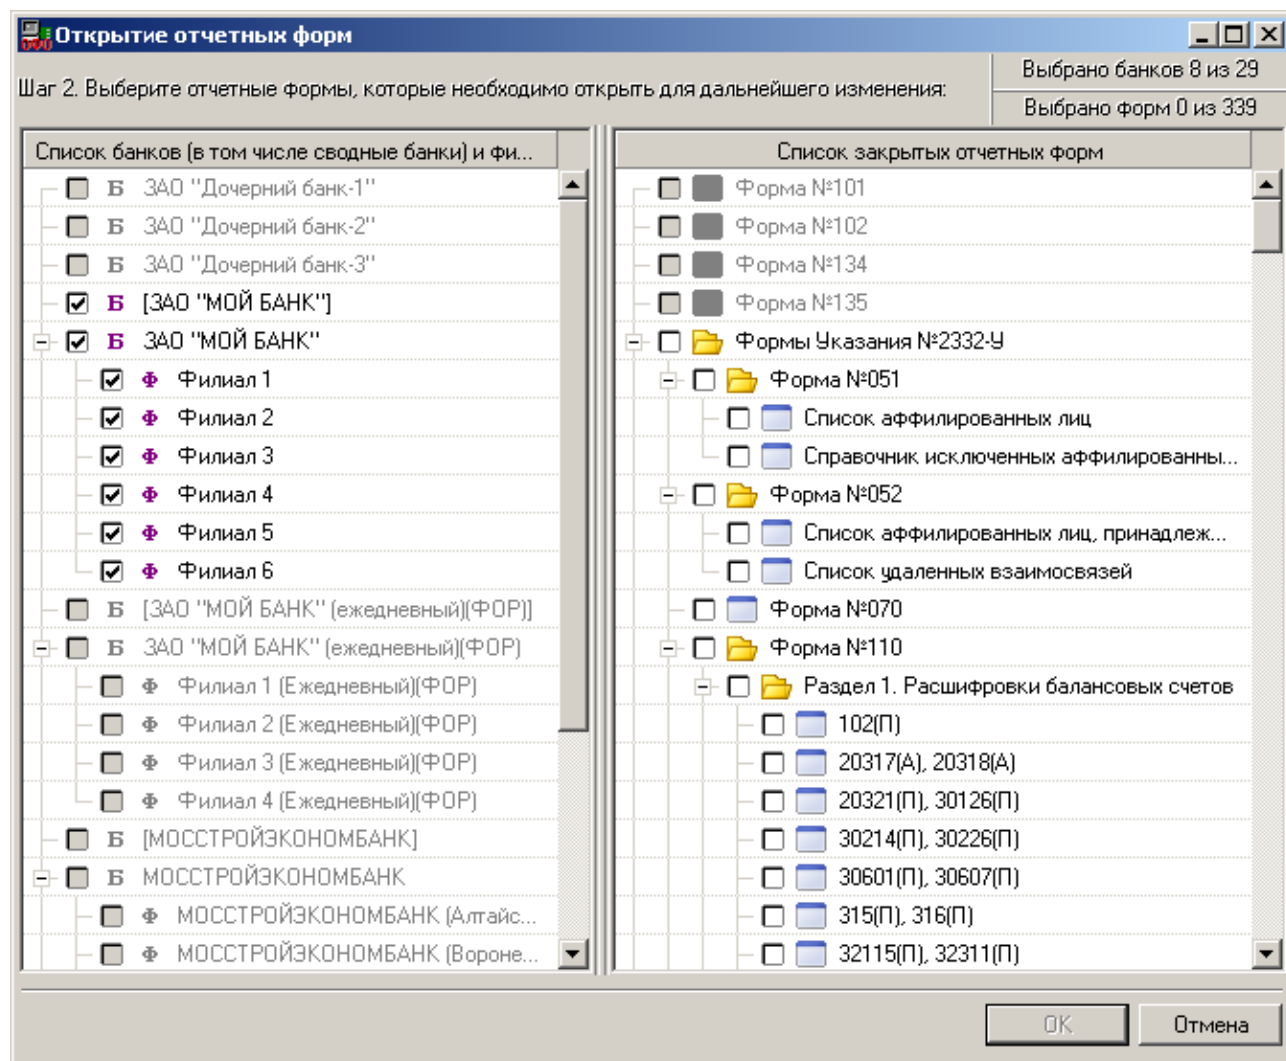 Открытие отчетных форм
Шаг 2. Выберите отчетные формы, которые необходимо открыть для дальнейшего изменения:
Выбрано банков 8 из 29
Выбрано форм 0 из 339
Список банков (в том числе сводные банки) и фи...
Б ЗАО "Дочерний банк-1"
Б ЗАО "Дочерний банк-2"
Б ЗАО "Дочерний банк-3"
Б [ЗАО "МОЙ БАНК"]
Б ЗАО "МОЙ БАНК"
Ф Филиал 1
Ф Филиал 2
Ф Филиал 3
Ф Филиал 4
Ф Филиал 5
Ф Филиал 6
Б [ЗАО "МОЙ БАНК" (ежедневный)(ФОР)]
Б ЗАО "МОЙ БАНК" (ежедневный)(ФОР)
Ф Филиал 1 (Ежедневный)(ФОР)
Ф Филиал 2 (Ежедневный)(ФОР)
Ф Филиал 3 (Ежедневный)(ФОР)
Ф Филиал 4 (Ежедневный)(ФОР)
Б [МОССТРОЙЭКОНОМБАНК]
Б МОССТРОЙЭКОНОМБАНК
Ф МОССТРОЙЭКОНОМБАНК (Алтайс...
Ф МОССТРОЙЭКОНОМБАНК (Вороне...
Список закрытых отчетных форм
Форма №101
Форма №102
Форма №134
Форма №135
Формы Указания №2332-У
Форма №051
Список аффилированных лиц
Справочник исключенных аффилированны...
Форма №052
Список аффилированных лиц, принадлеж...
Список удаленных взаимосвязей
Форма №070
Форма №110
Раздел 1. Расшифровки балансовых счетов
102(П)
20317(А), 20318(А)
20321(П), 30126(П)
30214(П), 30226(П)
30601(П), 30607(П)
315(П), 316(П)
32115(П), 32311(П)
OK
Отмена